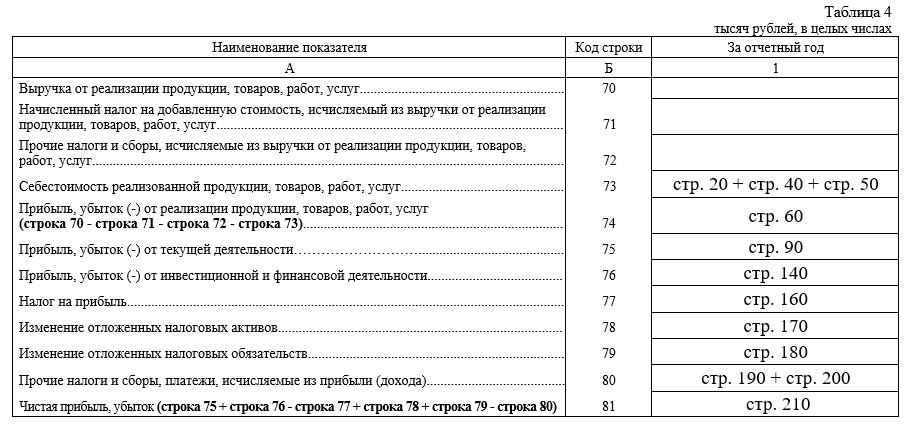 Таблица 4
тысяч рублей, в целых числах
Наименование показателя Код строки За отчетный год
А Б 1
Выручка от реализации продукции, товаров, работ, услуг 70
Начисленный налог на добавленную стоимость, исчисляемый из выручки от реализации
продукции, товаров, работ, услуг 71
Прочие налоги и сборы, исчисляемые из выручки от реализации продукции, товаров,
работ, услуг 72
Себестоимость реализованной продукции, товаров, работ, услуг 73 стр. 20 + стр. 40 + стр. 50
Прибыль, убыток (-) от реализации продукции, товаров, работ, услуг
(строка 70 - строка 71 - строка 72 - строка 73) 74 стр. 60
Прибыль, убыток (-) от текущей деятельности 75 стр. 90
Прибыль, убыток (-) от инвестиционной и финансовой деятельности 76 стр. 140
Налог на прибыль 77 стр. 160
Изменение отложенных налоговых активов 78 стр. 170
Изменение отложенных налоговых обязательств 79 стр. 180
Прочие налоги и сборы, платежи, исчисляемые из прибыли (дохода) 80 стр. 190 + стр. 200
Чистая прибыль, убыток (строка 75 + строка 76 - строка 77 + строка 78 + строка 79 - строка 80) 81 стр. 210